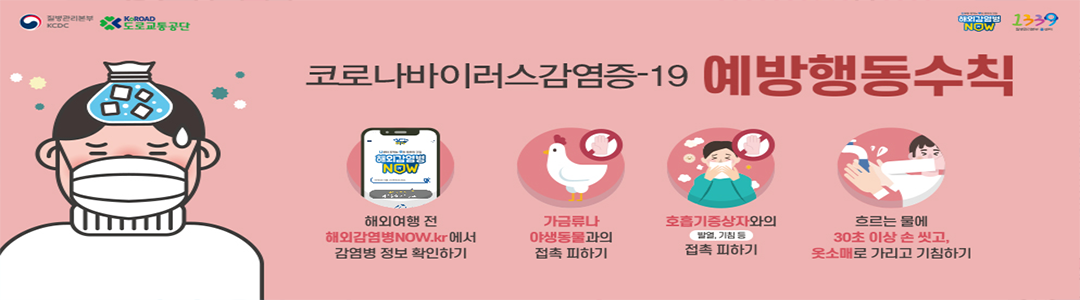 질병관리본부
KCDC
KoROAD
도로교통공단
해외감염병
NOW
1339
코로나바이러스감염증-19 예방행동수칙
해외감염병
NOW
해외여행 전
해외감염병NOW.kr에서
감염병 정보 확인하기
가금류나
야생동물과의
접촉 피하기
호흡기증상자와의
발열, 기침 등
접촉 피하기
흐르는 물에
30초 이상 손 씻고,
옷소매로 가리고 기침하기